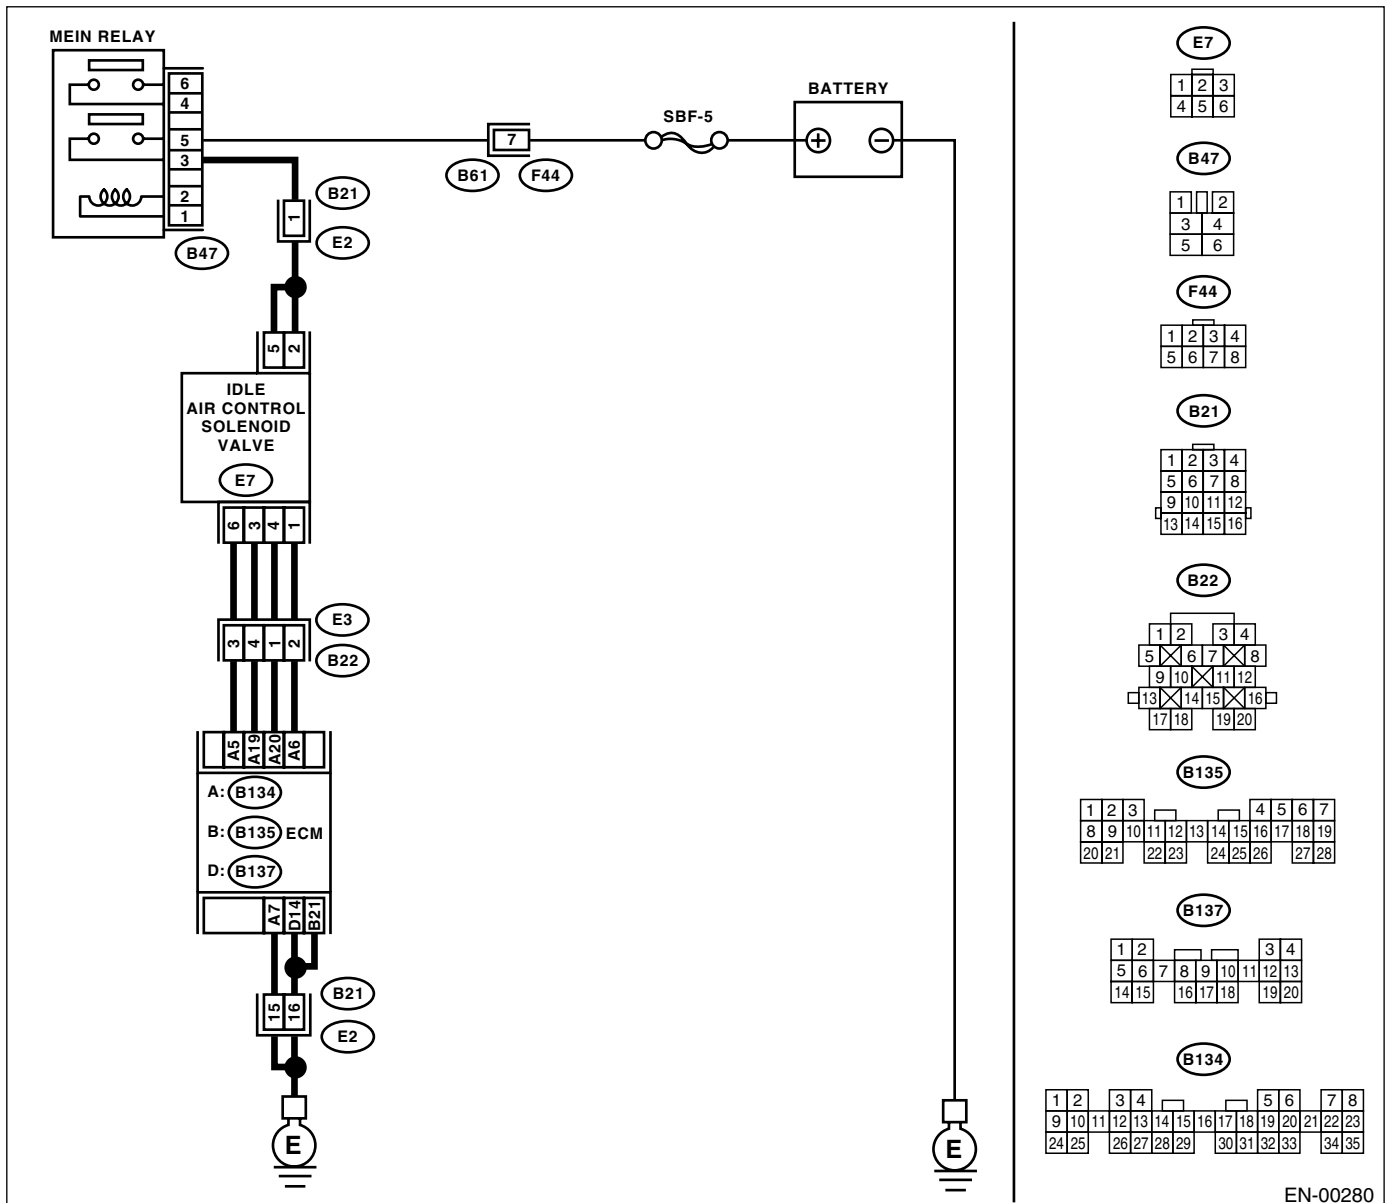 MEIN RELAY
6
4
5
3
2
1
B47
B21
1
E2
7
B61 F44
SBF-5
BATTERY
+ −
5 2
IDLE
AIR CONTROL
SOLENOID
VALVE
E7
6 3 4 1
E3
3 4 1 2
B22
A5 A19 A20 A6
A: B134
B: B135 ECM
D: B137
A7 D14 B21
B21
15 16
E2
E
E
E7
1 2 3
4 5 6
B47
1 2
3 4
5 6
F44
1 2 3 4
5 6 7 8
B21
1 2 3 4
5 6 7 8
9 10 11 12
13 14 15 16
B22
1 2 3 4
5 6 7 8
9 10 11 12
13 14 15 16
17 18 19 20
B135
1 2 3 4 5 6 7
8 9 10 11 12 13 14 15 16 17 18 19
20 21 22 23 24 25 26 27 28
B137
1 2 3 4
5 6 7 8 9 10 11 12 13
14 15 16 17 18 19 20
B134
1 2 3 4 5 6 7 8
9 10 11 12 13 14 15 16 17 18 19 20 21 22 23
24 25 26 27 28 29 30 31 32 33 34 35
EN-00280